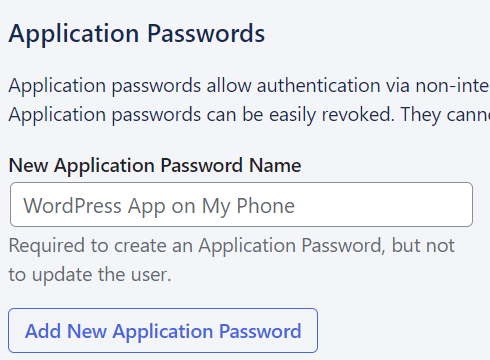 Application Passwords
Application passwords allow authentication via non-inte
Application passwords can be easily revoked. They canno
New Application Password Name
WordPress App on My Phone
Required to create an Application Password, but not
to update the user.
Add New Application Password